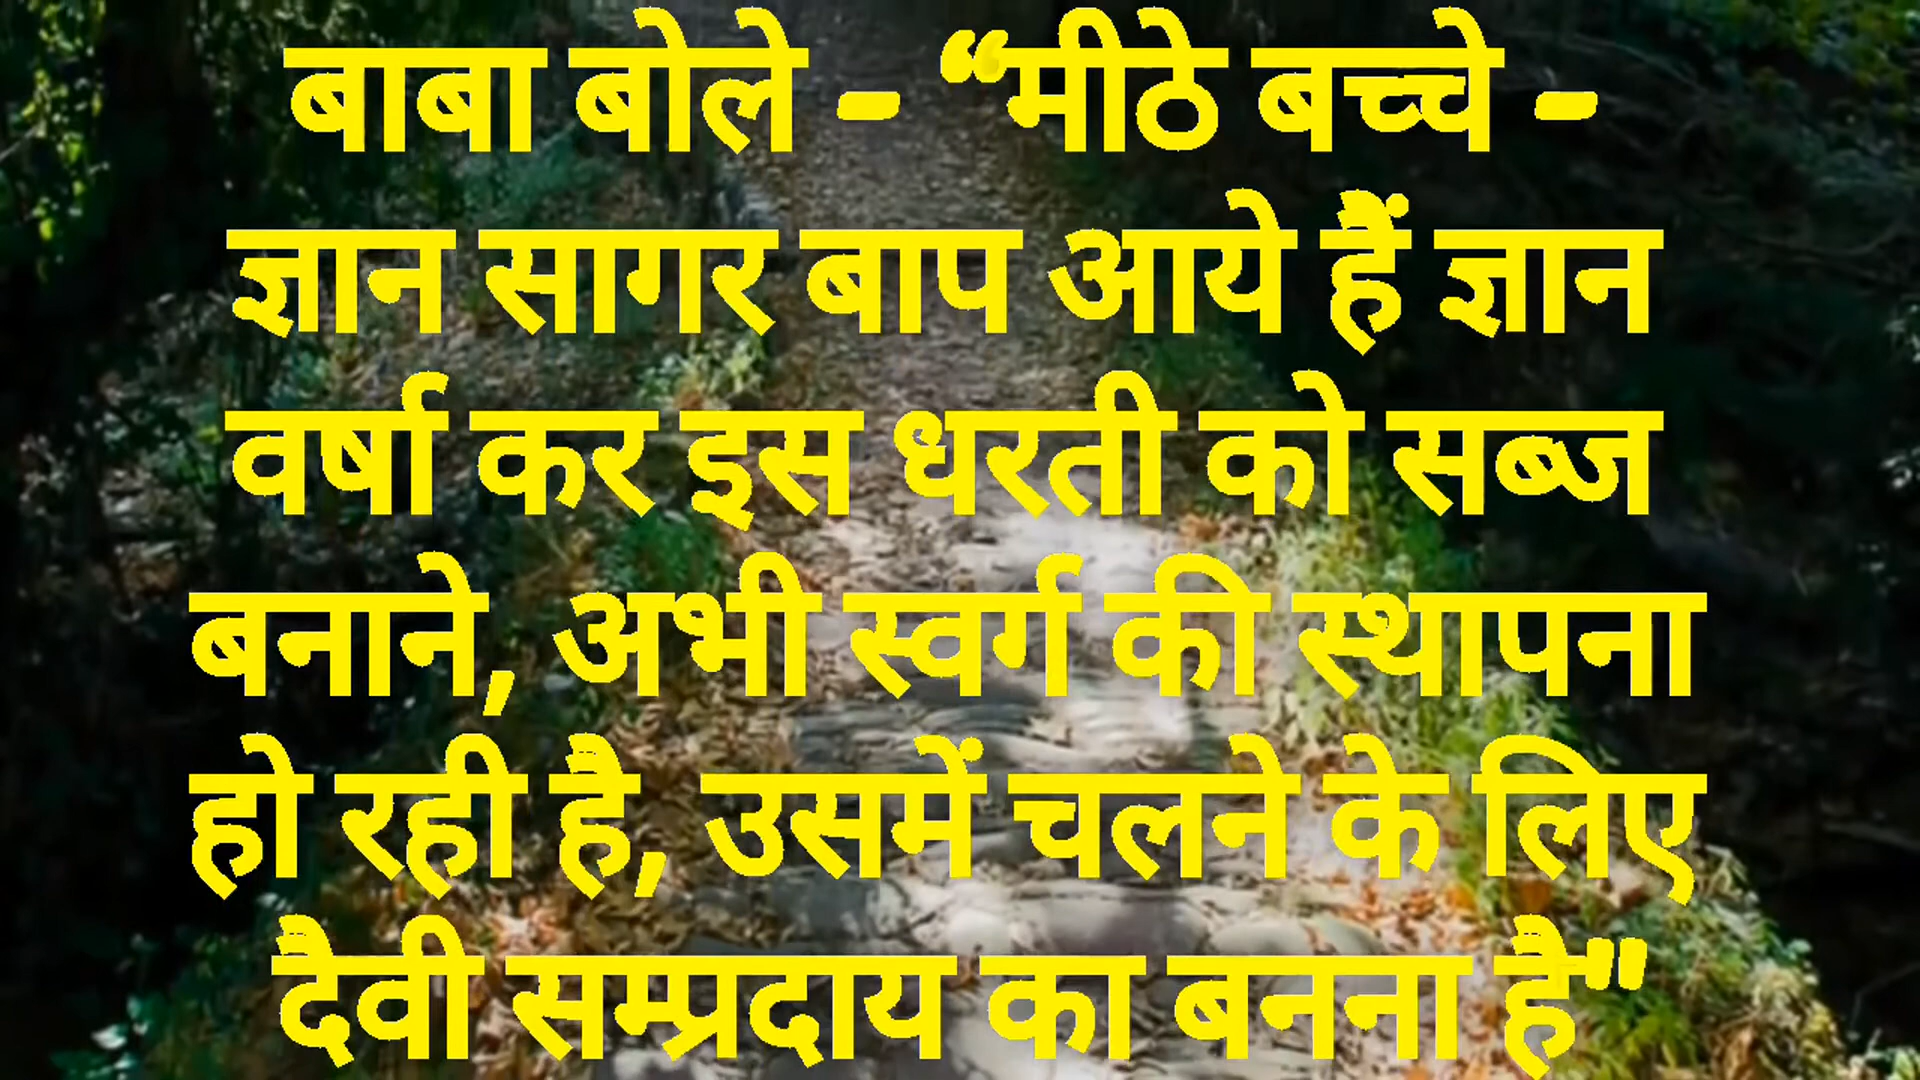 बाबा बोले - “मीठे बच्चे -
ज्ञान सागर बाप आये हैं ज्ञान
वर्षा कर इस धरती को सब्ज
बनाने, अभी स्वर्ग की स्थापना
हो रही है, उसमें चलने के लिए
दैवी सम्प्रदाय का बनना है"